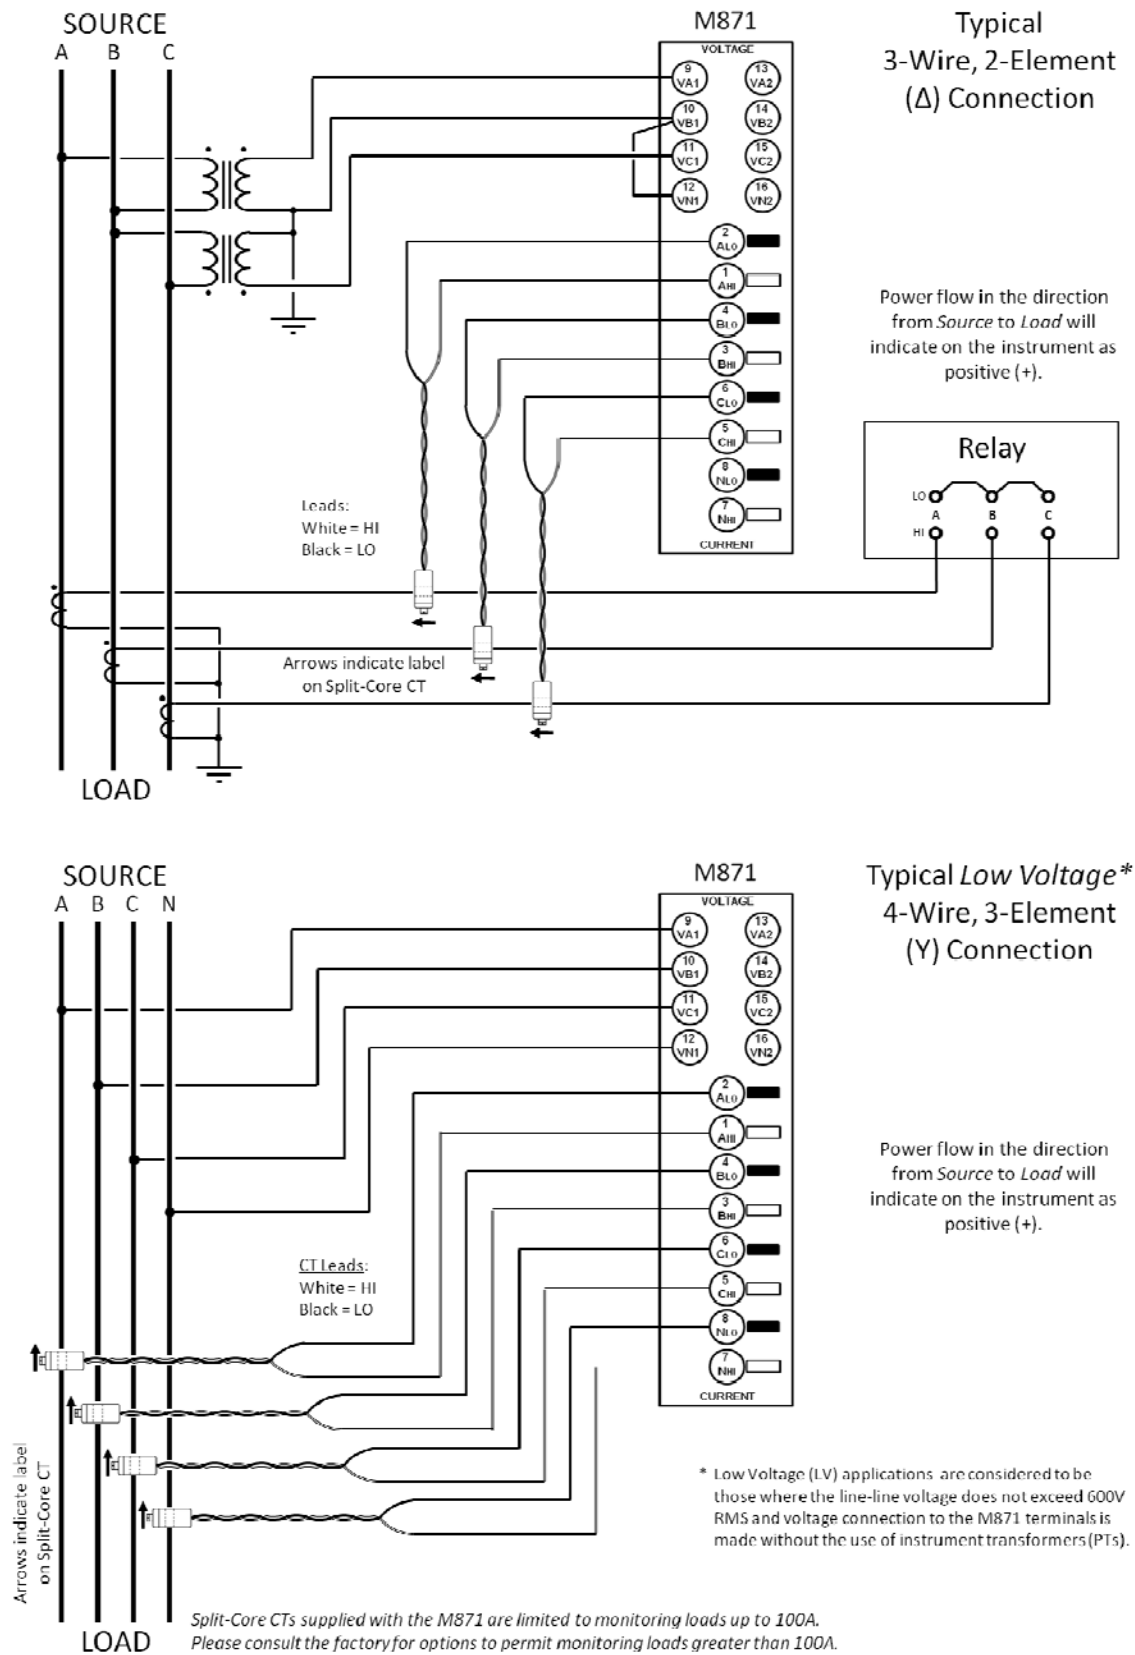 SOURCE
A B C
M871
Typical
3-Wire, 2-Element
(Δ) Connection
VOLTAGE
9 VA1
13 VA2
10 VB1
14 VB2
11 VC1
15 VC2
12 VN1
16 VN2
2 ALO
1 AHI
4 BLO
3 BHI
6 CLO
5 CHI
8 NLO
7 NHI
CURRENT
Power flow in the direction
from Source to Load will
indicate on the instrument as
positive (+).
Relay
LO
A B C
HI
Leads:
White = HI
Black = LO
Arrows indicate label
on Split-Core CT
LOAD
SOURCE
A B C N
M871
Typical Low Voltage*
4-Wire, 3-Element
(Y) Connection
VOLTAGE
9 VA1
13 VA2
10 VB1
14 VB2
11 VC1
15 VC2
12 VN1
16 VN2
2 ALO
1 AHI
4 BLO
3 BHI
6 CLO
5 CHI
8 NLO
7 NHI
CURRENT
Power flow in the direction
from Source to Load will
indicate on the instrument as
positive (+).
CT Leads:
White = HI
Black = LO
Arrows indicate label
on Split-Core CT
* Low Voltage (LV) applications are considered to be
those where the line-line voltage does not exceed 600V
RMS and voltage connection to the M871 terminals is
made without the use of instrument transformers (PTs).
LOAD
Split-Core CTs supplied with the M871 are limited to monitoring loads up to 100A.
Please consult the factory for options to permit monitoring loads greater than 100A.